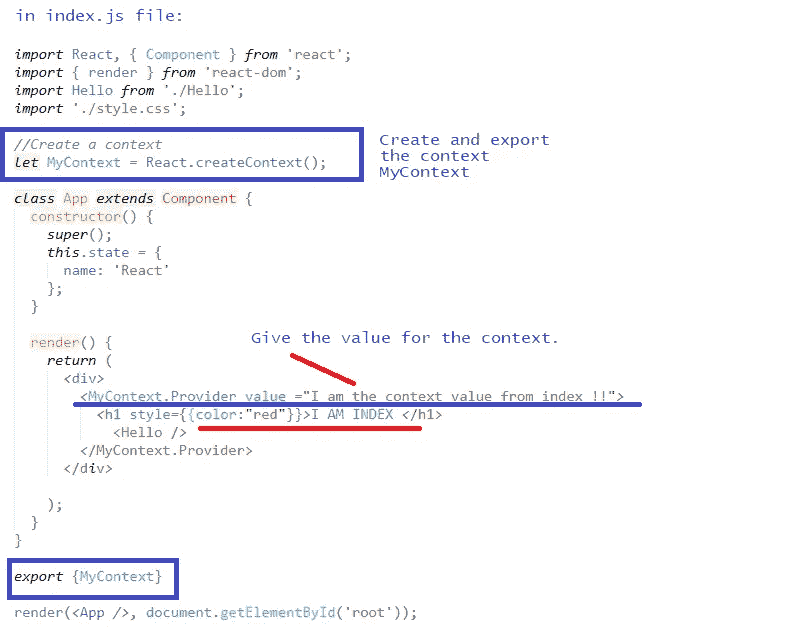 in index.js file:
import React, { Component } from 'react';
import { render } from 'react-dom';
import Hello from './Hello';
import './style.css';
//Create a context
let MyContext = React.createContext();
Create and export
the context
MyContext
class App extends Component {
constructor() {
super();
this.state = {
name: 'React'
};
}
render() {
Give the value for the context.
return (
<div>
<MyContext.Provider value ="I am the context value from index !!">
<h1 style={{color:"red"}}>I AM INDEX </h1>
<Hello />
</MyContext.Provider>
</div>
);
}
}
export {MyContext}
render(<App />, document.getElementById('root'));